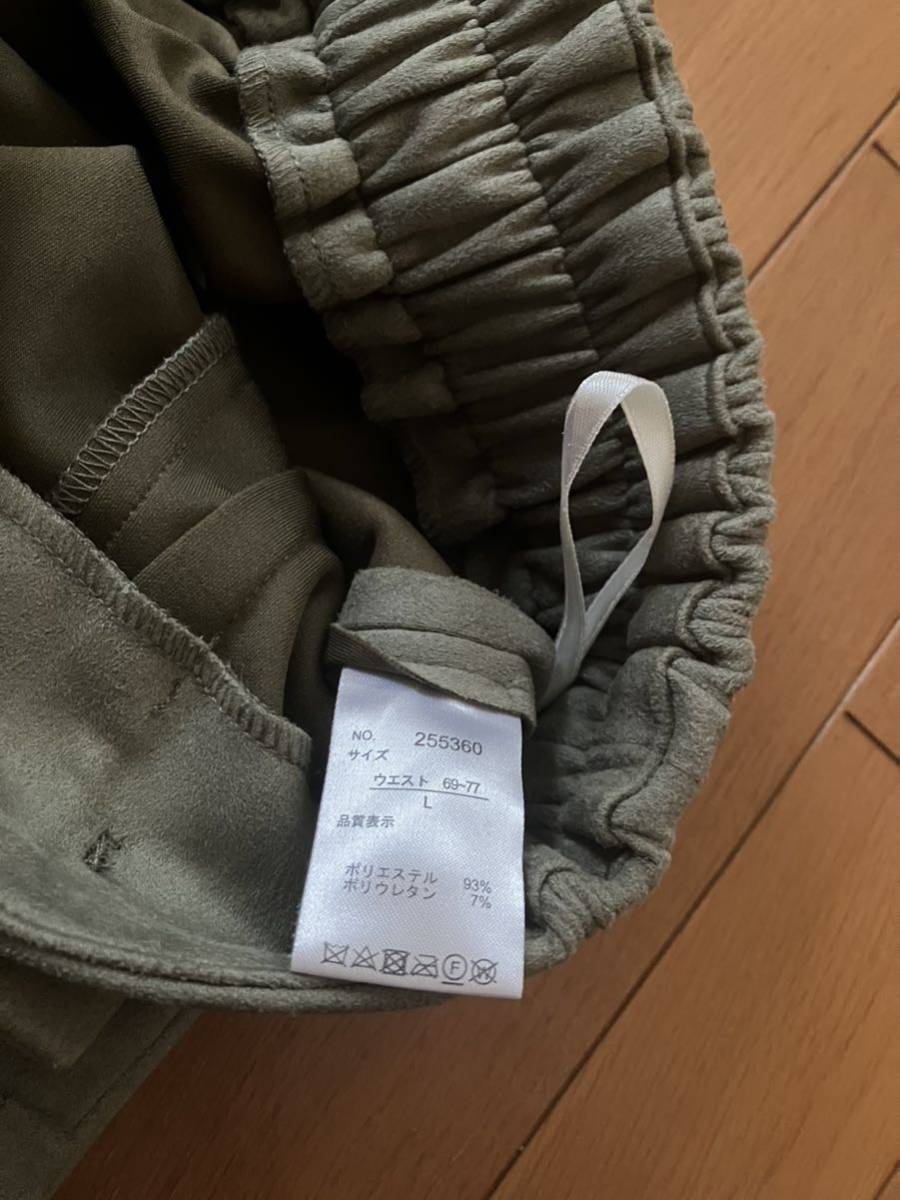 NO. 255360
サイズ
ウエスト 69~77
L
品質表示
ポリエステル 93%
ポリウレタン 7%
F W